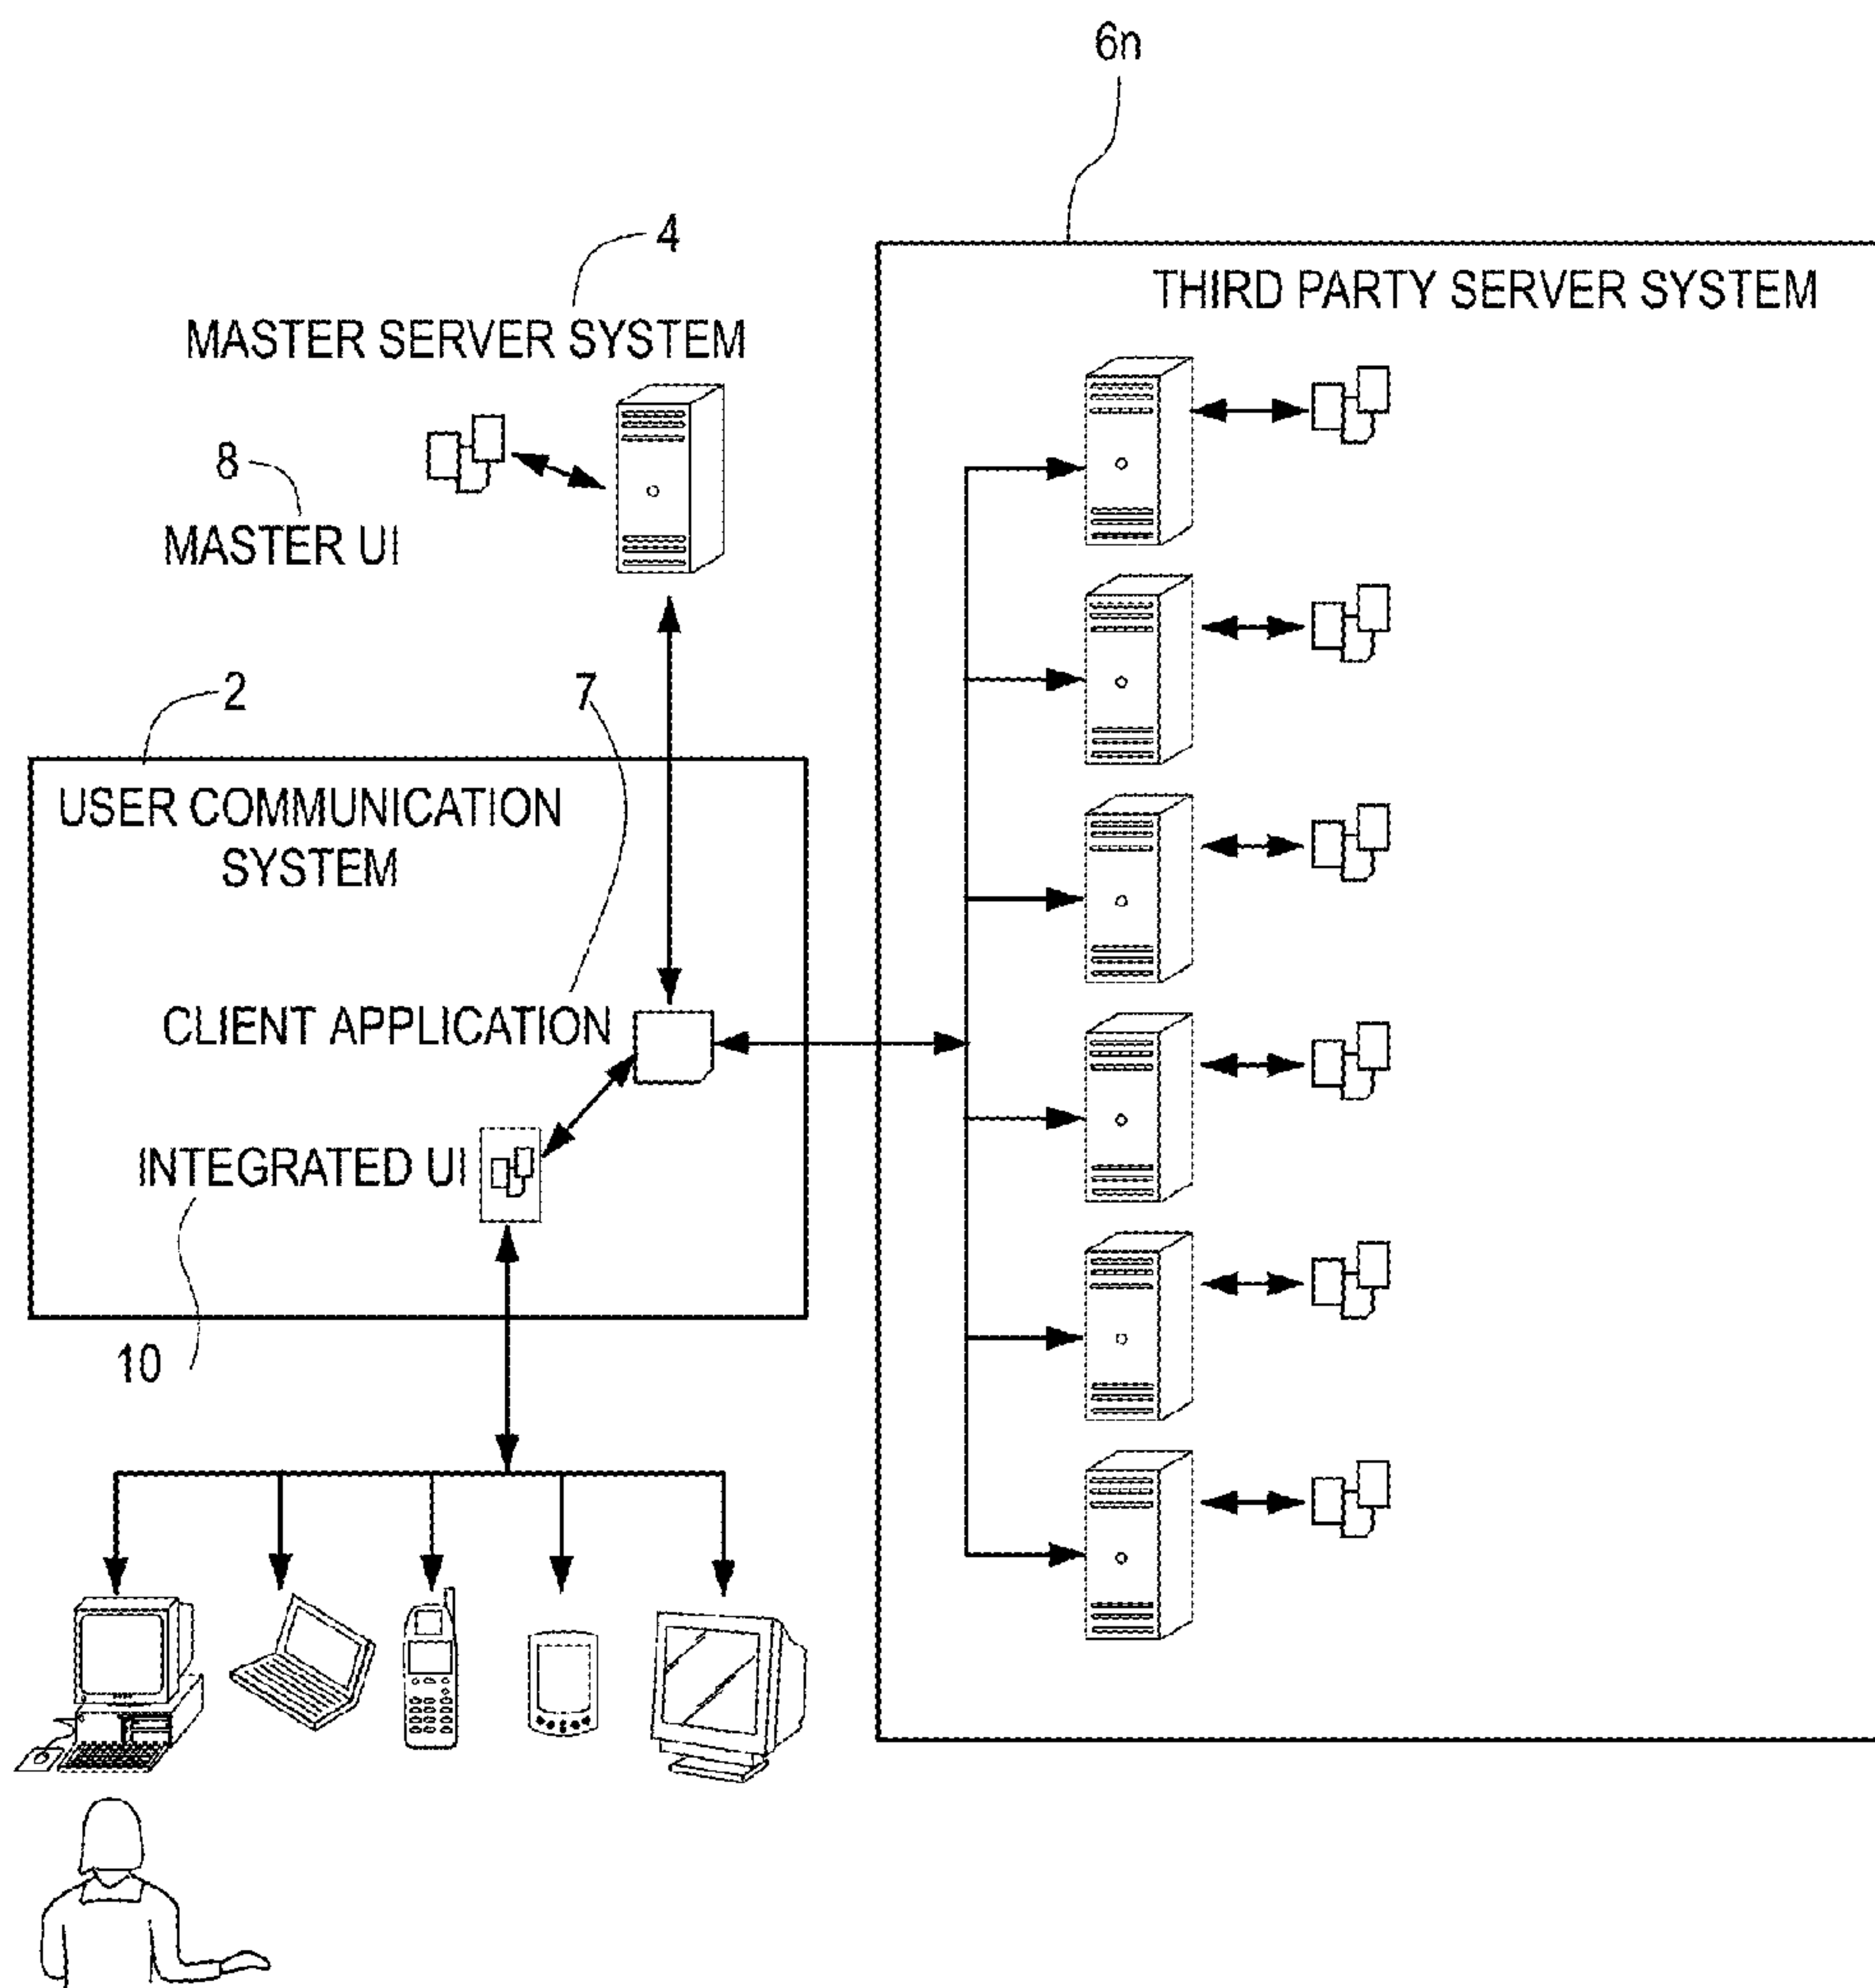 6n
4
THIRD PARTY SERVER SYSTEM
MASTER SERVER SYSTEM
8
MASTER UI
2
7
USER COMMUNICATION
SYSTEM
CLIENT APPLICATION
INTEGRATED UI
10